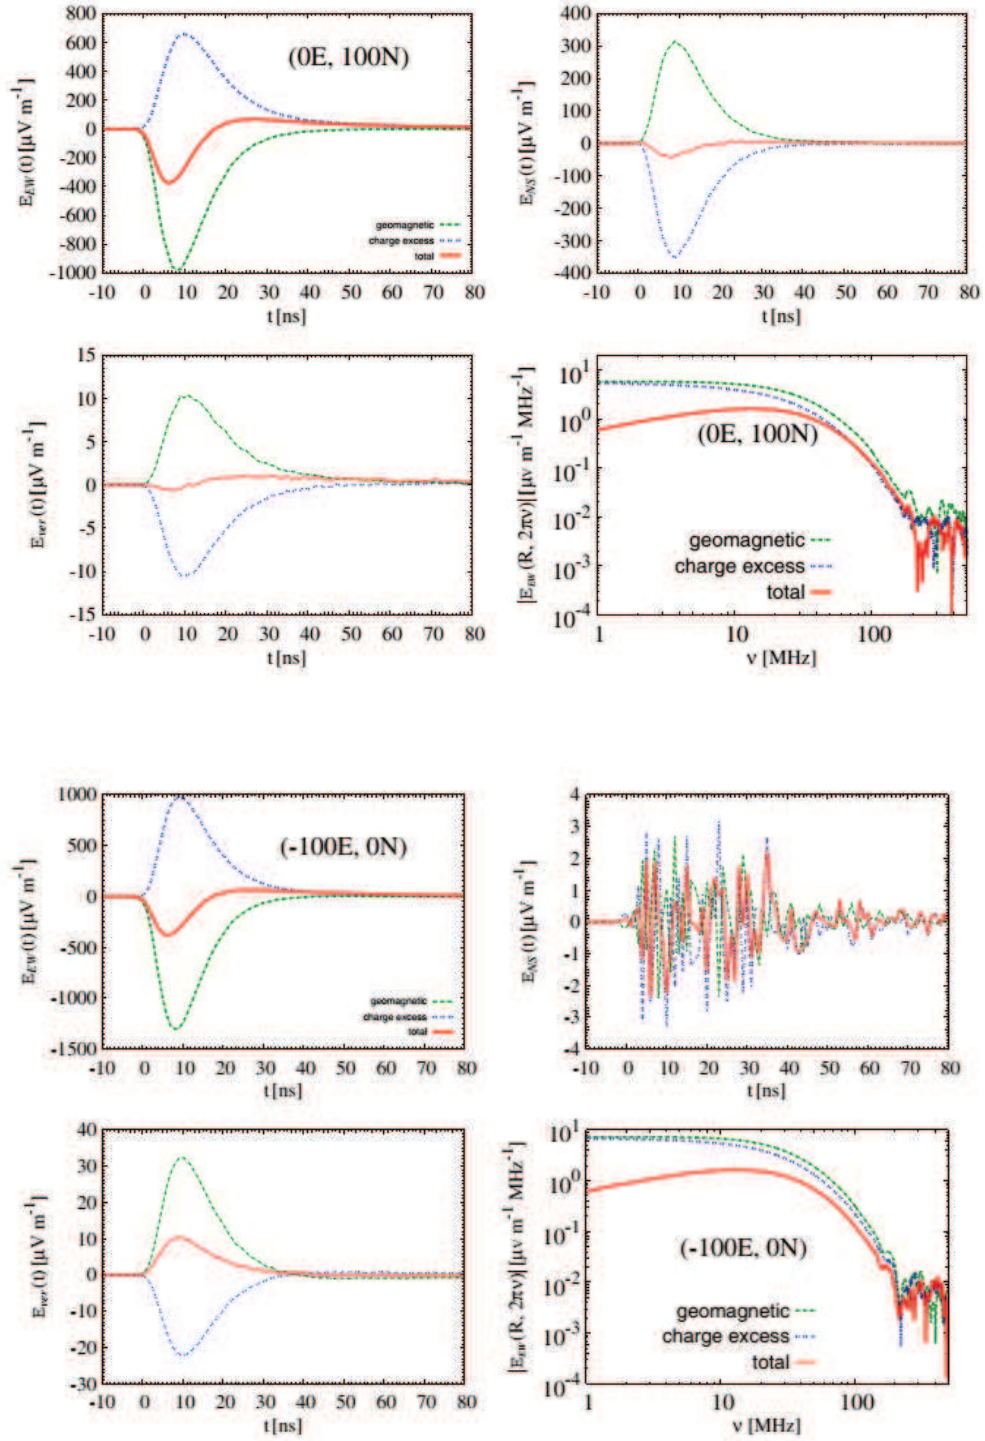 800
600
400
200
0
-200
-400
-600
-800
-1000
E_EW(t) [µV m⁻¹]
(0E, 100N)
geomagnetic
charge excess
total
-10 0 10 20 30 40 50 60 70 80
t [ns]
400
300
200
100
0
-100
-200
-300
-400
E_NS(t) [µV m⁻¹]
-10 0 10 20 30 40 50 60 70 80
t [ns]
15
10
5
0
-5
-10
-15
E_ver(t) [µV m⁻¹]
-10 0 10 20 30 40 50 60 70 80
t [ns]
10¹
10⁰
10⁻¹
10⁻²
10⁻³
10⁻⁴
|E_EW(R, 2πν)| [µv m⁻¹ MHz⁻¹]
(0E, 100N)
geomagnetic
charge excess
total
1 10 100
ν [MHz]
1000
500
0
-500
-1000
-1500
E_EW(t) [µV m⁻¹]
(-100E, 0N)
geomagnetic
charge excess
total
-10 0 10 20 30 40 50 60 70 80
t [ns]
4
3
2
1
0
-1
-2
-3
-4
E_NS(t) [µV m⁻¹]
-10 0 10 20 30 40 50 60 70 80
t [ns]
40
30
20
10
0
-10
-20
-30
E_ver(t) [µV m⁻¹]
-10 0 10 20 30 40 50 60 70 80
t [ns]
10¹
10⁰
10⁻¹
10⁻²
10⁻³
10⁻⁴
|E_EW(R, 2πν)| [µv m⁻¹ MHz⁻¹]
(-100E, 0N)
geomagnetic
charge excess
total
1 10 100
ν [MHz]